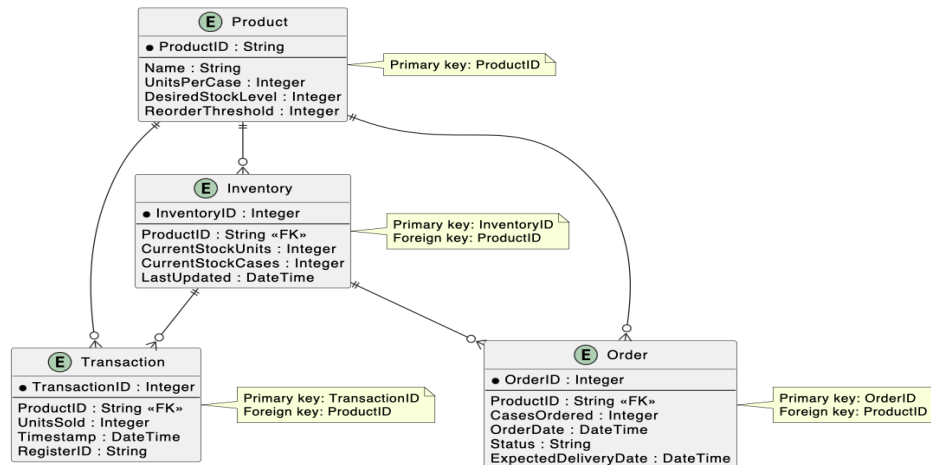 E Product
● ProductID : String
Name : String
UnitsPerCase : Integer
DesiredStockLevel : Integer
ReorderThreshold : Integer
Primary key: ProductID
E Inventory
● InventoryID : Integer
ProductID : String «FK»
CurrentStockUnits : Integer
CurrentStockCases : Integer
LastUpdated : DateTime
Primary key: InventoryID
Foreign key: ProductID
E Transaction
● TransactionID : Integer
ProductID : String «FK»
UnitsSold : Integer
Timestamp : DateTime
RegisterID : String
Primary key: TransactionID
Foreign key: ProductID
E Order
● OrderID : Integer
ProductID : String «FK»
CasesOrdered : Integer
OrderDate : DateTime
Status : String
ExpectedDeliveryDate : DateTime
Primary key: OrderID
Foreign key: ProductID